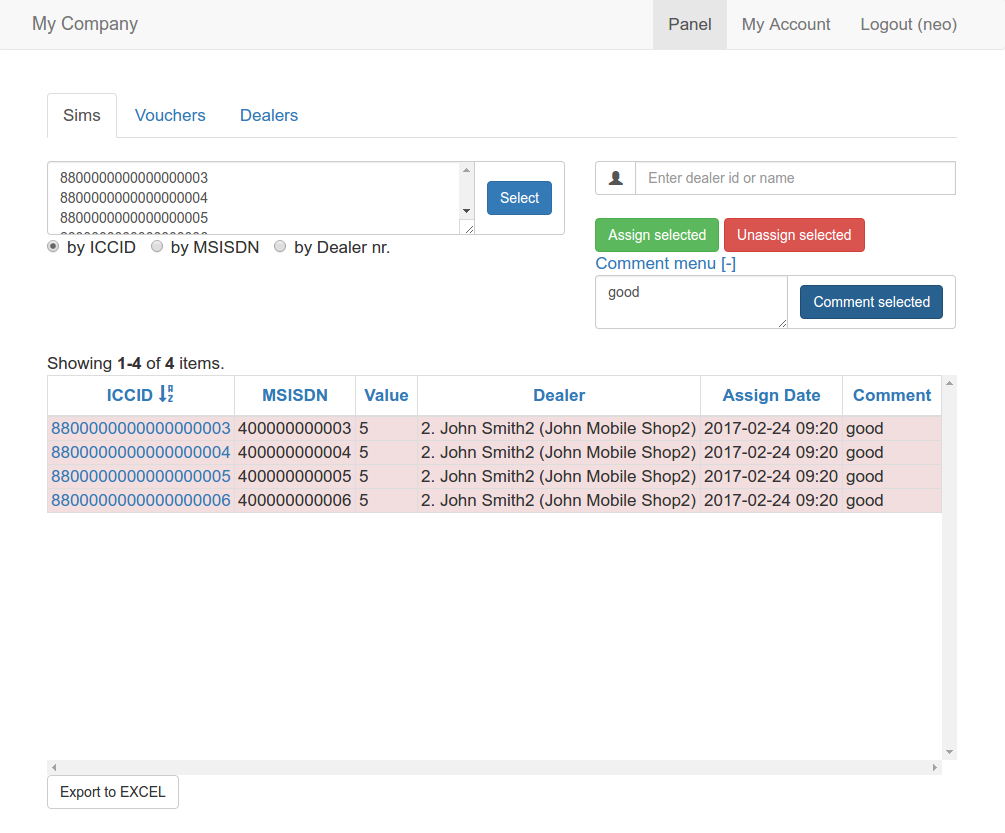 My Company Panel My Account Logout (neo)
Sims Vouchers Dealers
8800000000000000003
8800000000000000004
8800000000000000005
Select
by ICCID by MSISDN by Dealer nr.
Enter dealer id or name
Assign selected Unassign selected
Comment menu [-]
good
Comment selected
Showing 1-4 of 4 items.
ICCID MSISDN Value Dealer Assign Date Comment
8800000000000000003 400000000003 5 2. John Smith2 (John Mobile Shop2) 2017-02-24 09:20 good
8800000000000000004 400000000004 5 2. John Smith2 (John Mobile Shop2) 2017-02-24 09:20 good
8800000000000000005 400000000005 5 2. John Smith2 (John Mobile Shop2) 2017-02-24 09:20 good
8800000000000000006 400000000006 5 2. John Smith2 (John Mobile Shop2) 2017-02-24 09:20 good
Export to EXCEL